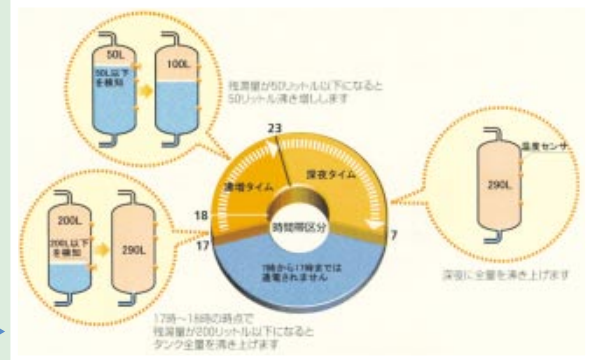 50L
50L以下
を検知
100L
残湯量が50リットル以下になると
50リットル沸き増しします
23
沸増タイム
深夜タイム
18
17
7
時間帯区分
7時から17時までは
通電されません
200L
200L以下
を検知
290L
17時～18時の時点で
残湯量が200リットル以下になると
タンク全量を沸き上げます
温度センサ
290L
深夜に全量を沸き上げます